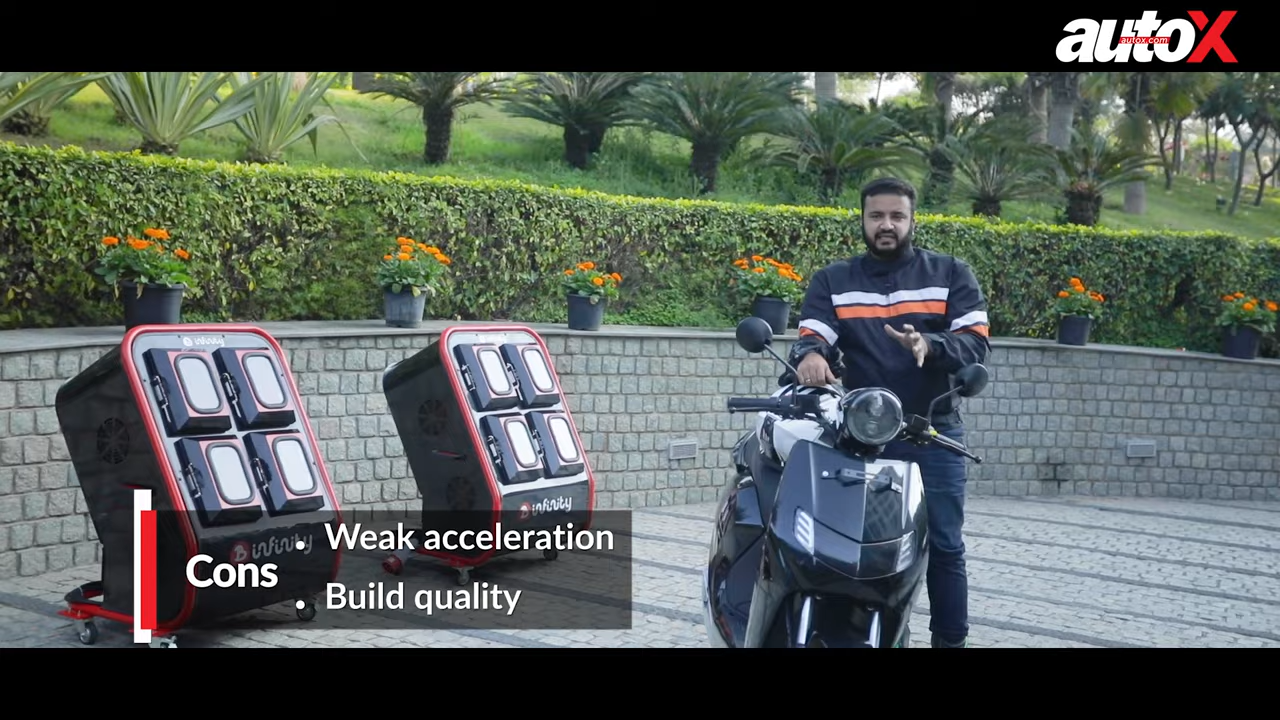 autoX
autox.com
infinity
infinity
infinity
Cons
• Weak acceleration
• Build quality